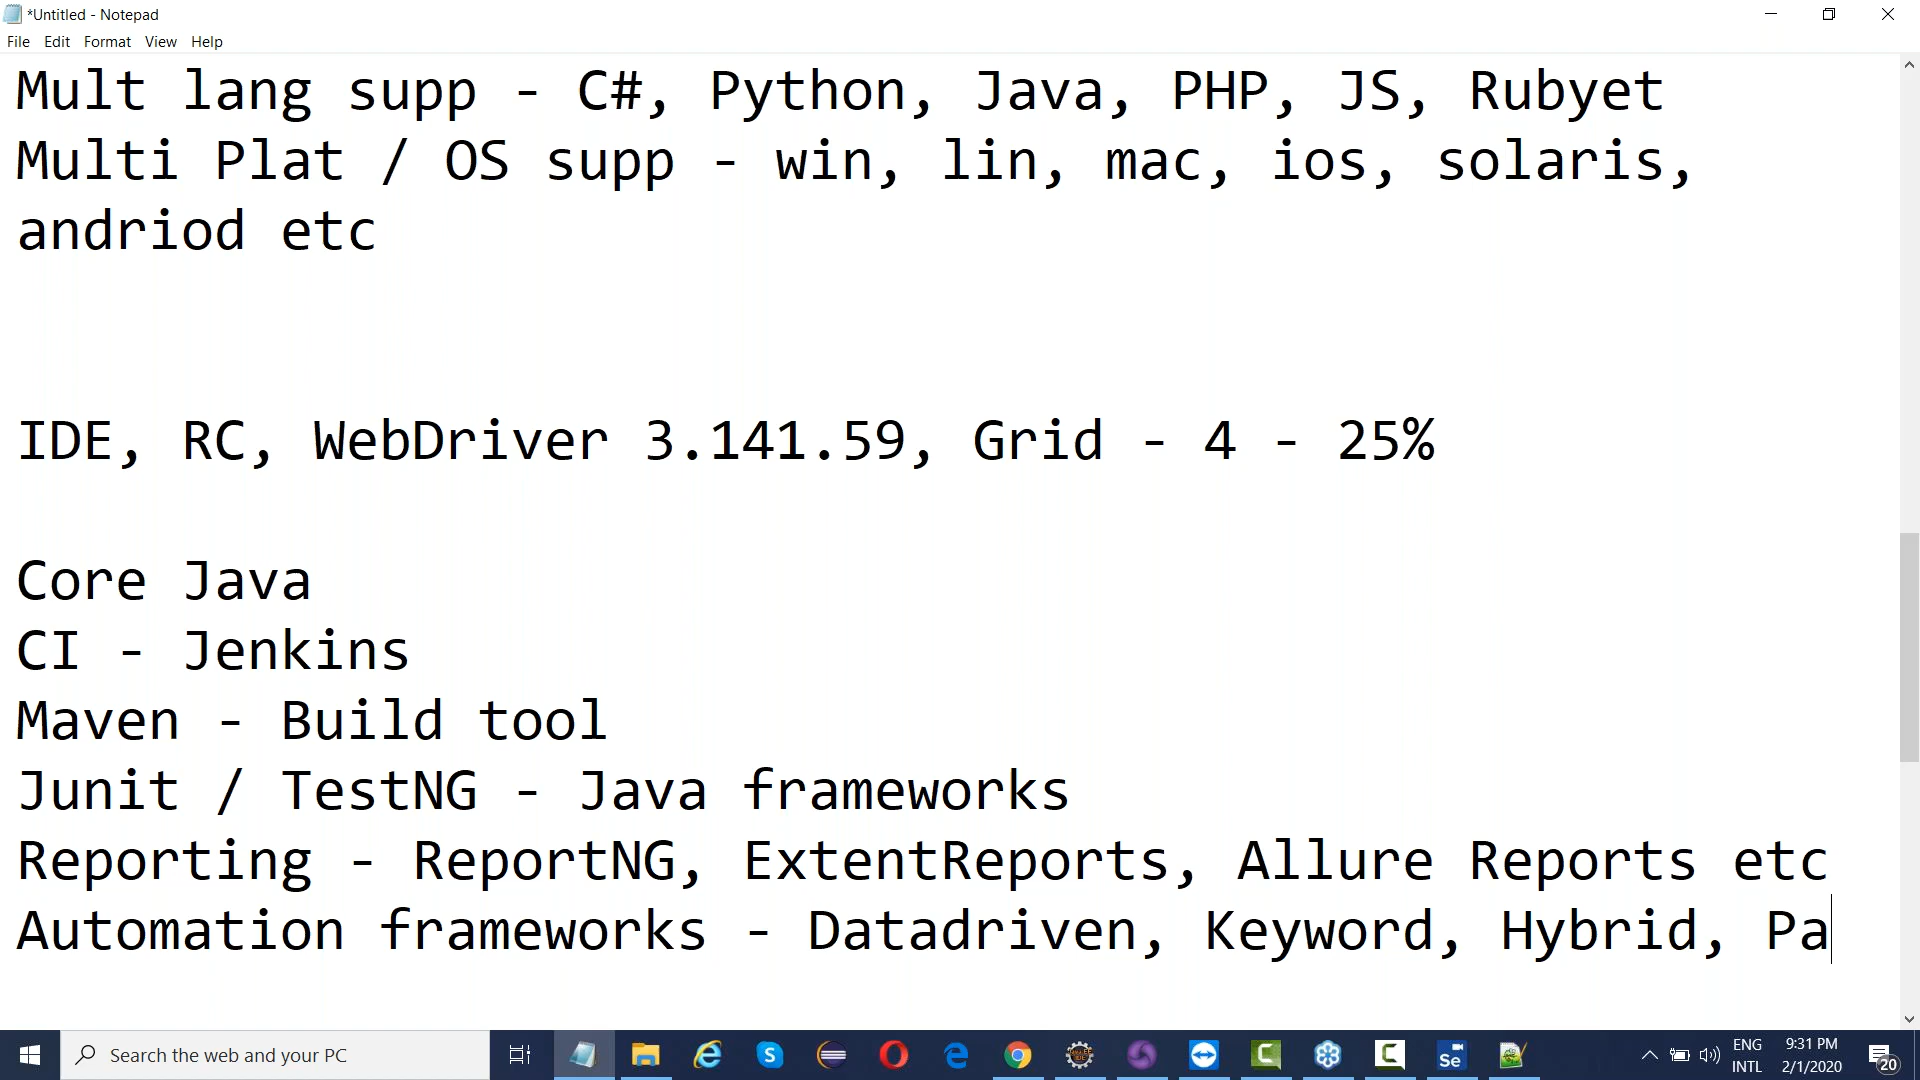 *Untitled - Notepad
File Edit Format View Help
Mult lang supp - C#, Python, Java, PHP, JS, Rubyet
Multi Plat / OS supp - win, lin, mac, ios, solaris,
andriod etc
IDE, RC, WebDriver 3.141.59, Grid - 4 - 25%
Core Java
CI - Jenkins
Maven - Build tool
Junit / TestNG - Java frameworks
Reporting - ReportNG, ExtentReports, Allure Reports etc
Automation frameworks - Datadriven, Keyword, Hybrid, Pa
Search the web and your PC
ENG
INTL
9:31 PM
2/1/2020
20